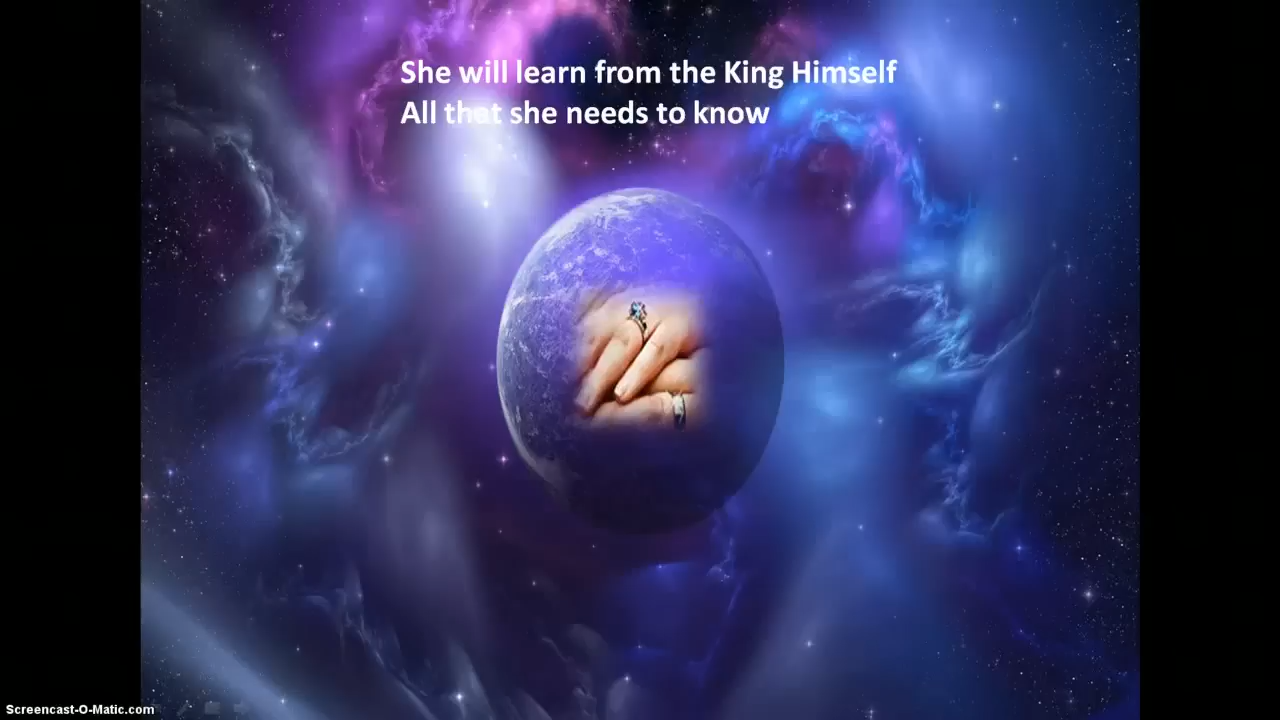 She will learn from the King Himself
All that she needs to know
Screencast-O-Matic.com